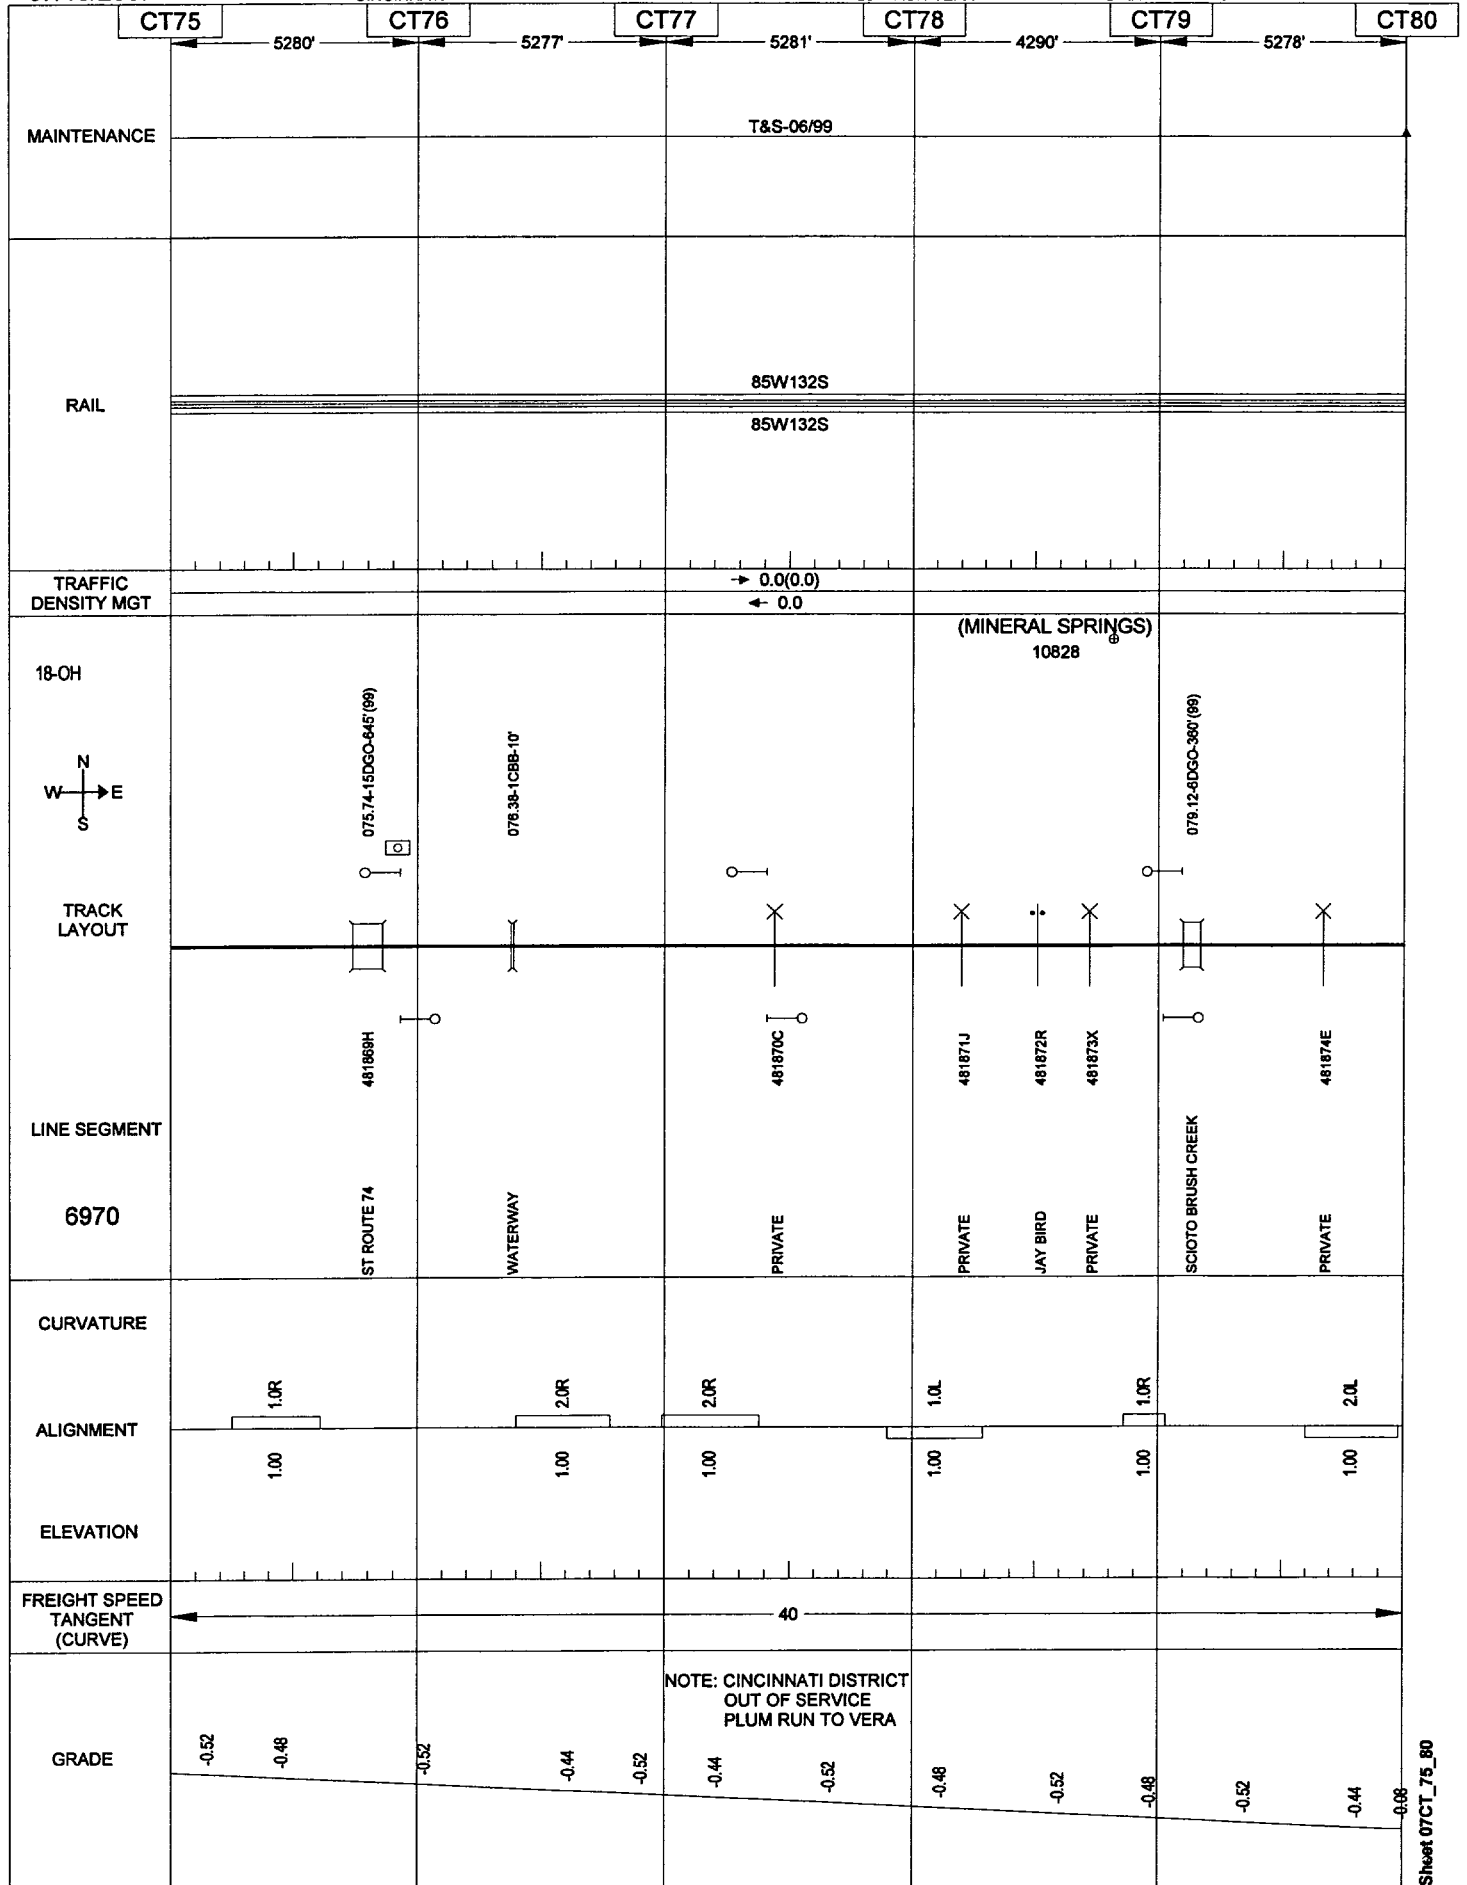 CT75 CT76 CT77 CT78 CT79 CT80
5280' 5277' 5281' 4290' 5278'
MAINTENANCE
T&S-06/99
RAIL
85W132S
85W132S
TRAFFIC
DENSITY MGT
→ 0.0(0.0)
← 0.0
(MINERAL SPRINGS)
10828
18-OH
N
W E
S
075.74-15DGO-645'(99)
076.38-1CBB-10'
079.12-6DGO-360'(99)
TRACK
LAYOUT
481869H
481870C
481871J
481872R
481873X
481874E
LINE SEGMENT
6970
ST ROUTE 74
WATERWAY
PRIVATE
PRIVATE
JAY BIRD
PRIVATE
SCIOTO BRUSH CREEK
PRIVATE
CURVATURE
1.0R 2.0R 2.0R 1.0L 1.0R 2.0L
ALIGNMENT
1.00 1.00 1.00 1.00 1.00 1.00
ELEVATION
FREIGHT SPEED
TANGENT
(CURVE)
40
NOTE: CINCINNATI DISTRICT
OUT OF SERVICE
PLUM RUN TO VERA
GRADE
-0.52 -0.48 -0.52 -0.44 -0.52 -0.44 -0.52 -0.48 -0.52 -0.48 -0.52 -0.44 -0.08
Sheet 07CT_75_80